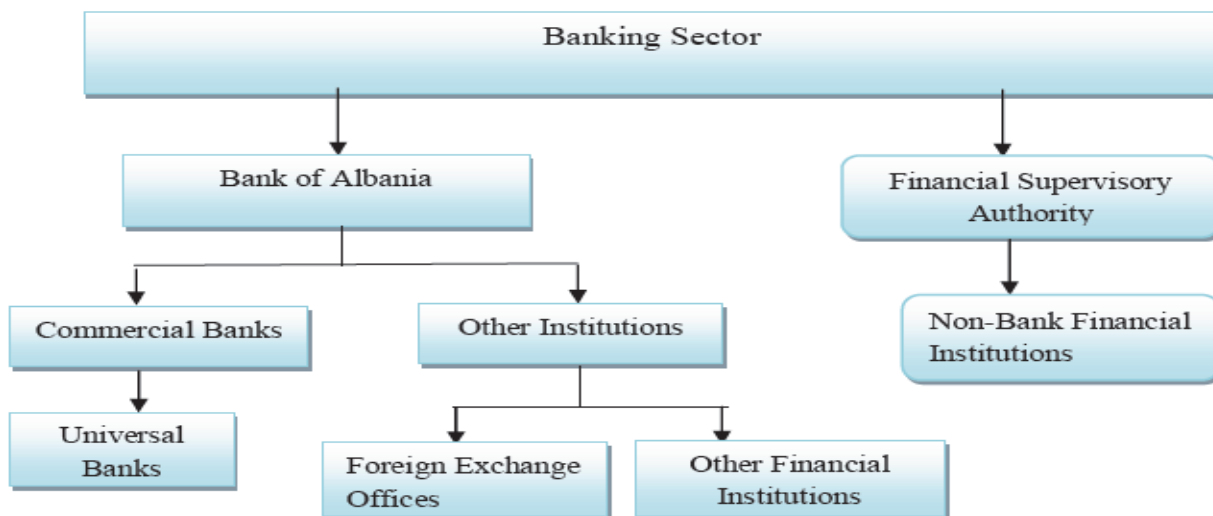 Banking Sector
Bank of Albania
Financial Supervisory
Authority
Commercial Banks
Other Institutions
Non-Bank Financial
Institutions
Universal
Banks
Foreign Exchange
Offices
Other Financial
Institutions